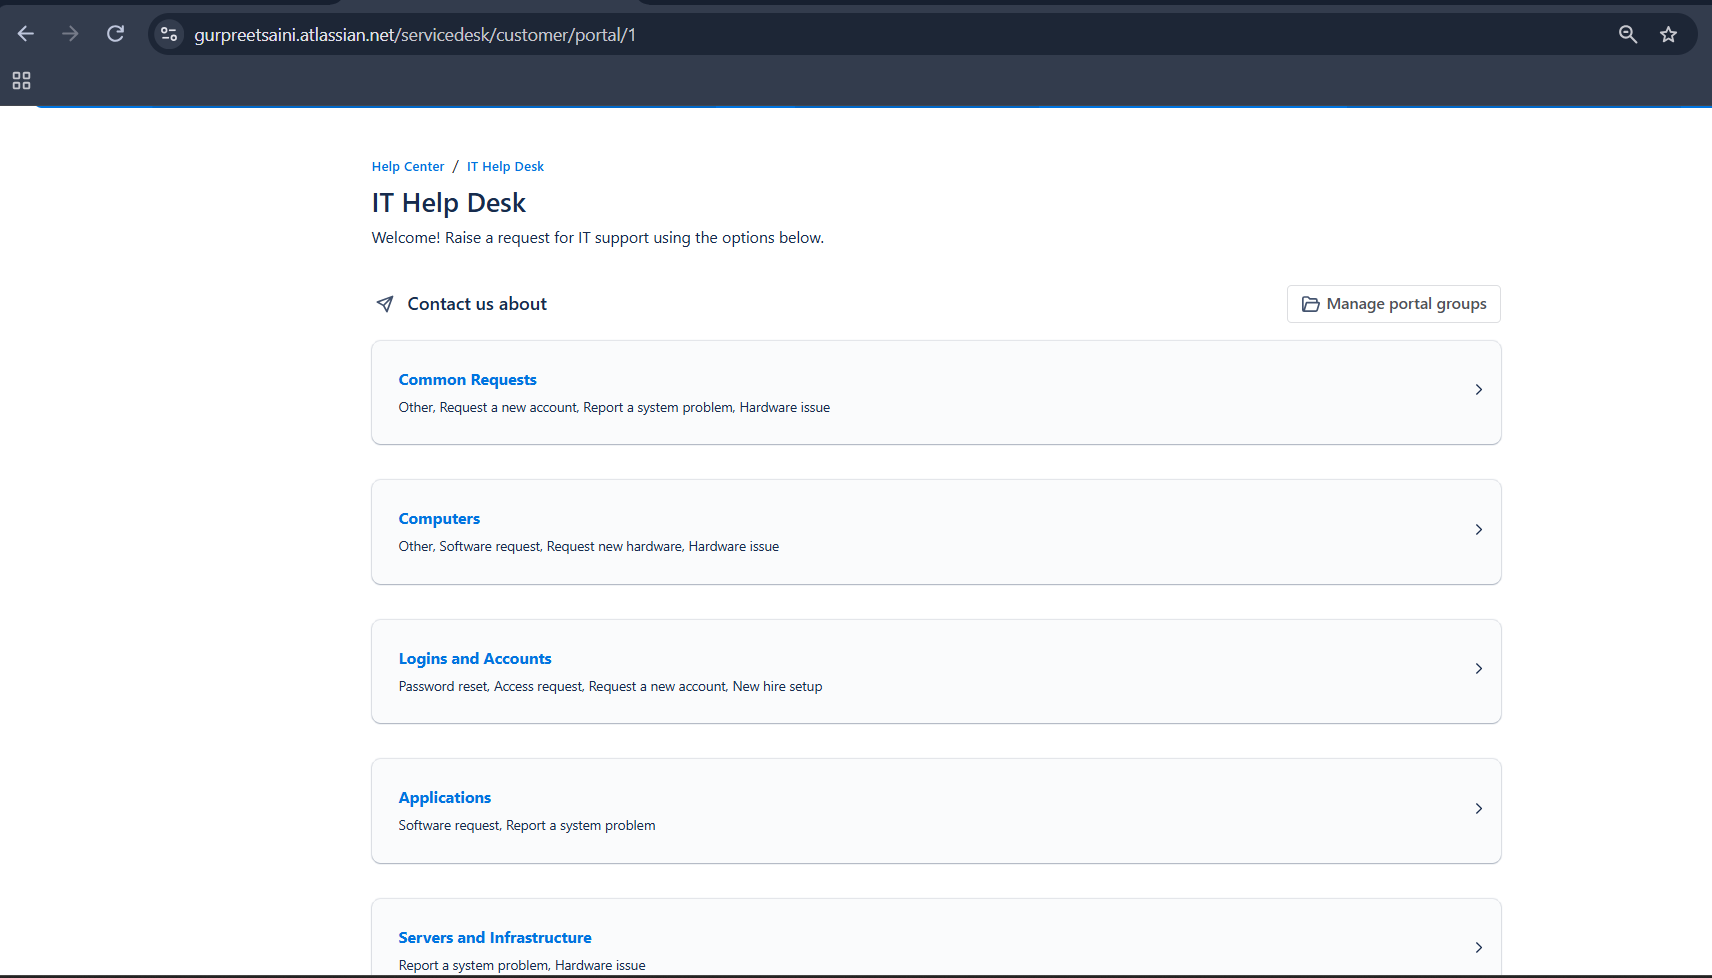 gurpreetsaini.atlassian.net/servicedesk/customer/portal/1
Help Center / IT Help Desk
IT Help Desk
Welcome! Raise a request for IT support using the options below.
Contact us about
Manage portal groups
Common Requests
Other, Request a new account, Report a system problem, Hardware issue
Computers
Other, Software request, Request new hardware, Hardware issue
Logins and Accounts
Password reset, Access request, Request a new account, New hire setup
Applications
Software request, Report a system problem
Servers and Infrastructure
Report a system problem, Hardware issue